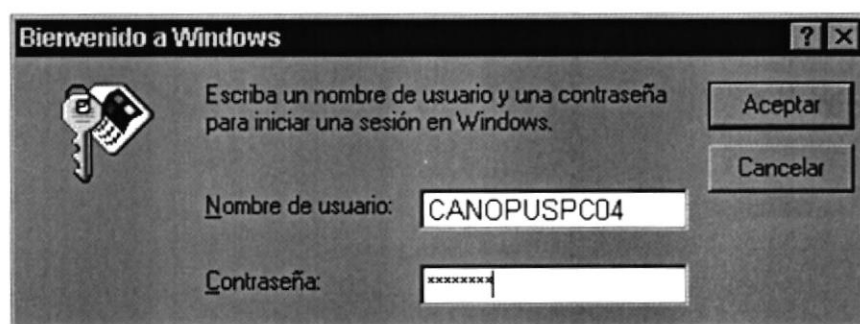 Bienvenido a Windows
? ×
Escriba un nombre de usuario y una contraseña
para iniciar una sesión en Windows.
Aceptar
Cancelar
Nombre de usuario: CANOPUSPC04
Contraseña: ********